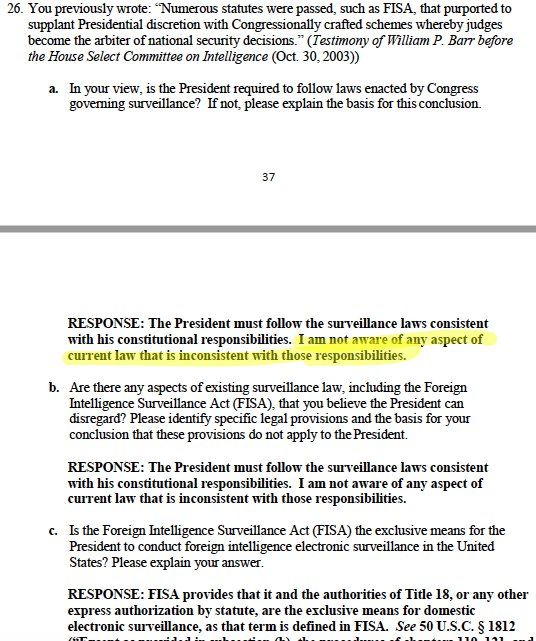 26. You previously wrote: “Numerous statutes were passed, such as FISA, that purported to
supplant Presidential discretion with Congressionally crafted schemes whereby judges
become the arbiter of national security decisions.” (Testimony of William P. Barr before
the House Select Committee on Intelligence (Oct. 30, 2003))
a. In your view, is the President required to follow laws enacted by Congress
governing surveillance? If not, please explain the basis for this conclusion.
37
RESPONSE: The President must follow the surveillance laws consistent
with his constitutional responsibilities. I am not aware of any aspect of
current law that is inconsistent with those responsibilities.
b. Are there any aspects of existing surveillance law, including the Foreign
Intelligence Surveillance Act (FISA), that you believe the President can
disregard? Please identify specific legal provisions and the basis for your
conclusion that these provisions do not apply to the President.
RESPONSE: The President must follow the surveillance laws consistent
with his constitutional responsibilities. I am not aware of any aspect of
current law that is inconsistent with those responsibilities.
c. Is the Foreign Intelligence Surveillance Act (FISA) the exclusive means for the
President to conduct foreign intelligence electronic surveillance in the United
States? Please explain your answer.
RESPONSE: FISA provides that it and the authorities of Title 18, or any other
express authorization by statute, are the exclusive means for domestic
electronic surveillance, as that term is defined in FISA. See 50 U.S.C. § 1812